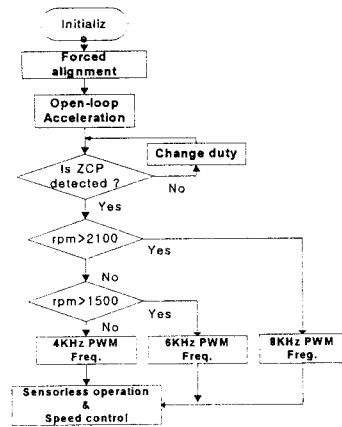 Initializ
Forced
alignment
Open-loop
Acceleration
Change duty
Is ZCP
detected ?
No
Yes
rpm>2100
Yes
No
rpm>1500
Yes
No
4KHz PWM
Freq.
6KHz PWM
Freq.
8KHz PWM
Freq.
Sensorless operation
&
Speed control